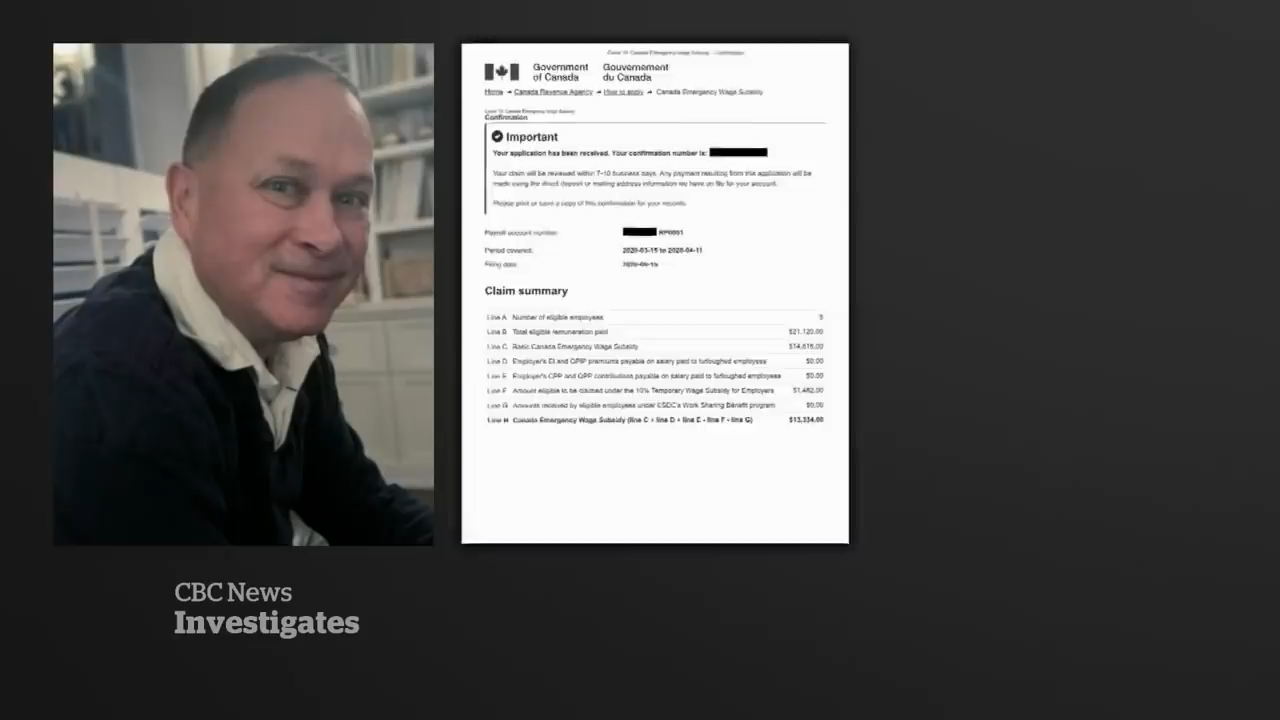 Government of Canada
Gouvernement du Canada
Home → Canada Revenue Agency → How to apply → Canada Emergency Wage Subsidy
Confirmation
Important
Your application has been received. Your confirmation number is:
Your claim will be reviewed within 7-10 business days. Any payment resulting from this application will be
made using the direct deposit or mailing address information we have on file for your account.
Please print or save a copy of this confirmation for your records.
Payroll account number: RP0001
Period covered: 2020-03-15 to 2020-04-11
Filing date:
Claim summary
Line A Number of eligible employees
Line B Total eligible remuneration paid $21,120.00
Line C Basic Canada Emergency Wage Subsidy
Line D Employer's EI and QPIP premiums payable on salary paid to furloughed employees $0.00
Line E Employer's CPP and QPP contributions payable on salary paid to furloughed employees $0.00
Line F Amount eligible to be claimed under the 10% Temporary Wage Subsidy for Employers
Line G Amounts received by eligible employees under ESDC's Work Sharing Benefit program $0.00
Line H Canada Emergency Wage Subsidy (line C + line D + line E - line F - line G) $13,334.00
CBC News
Investigates